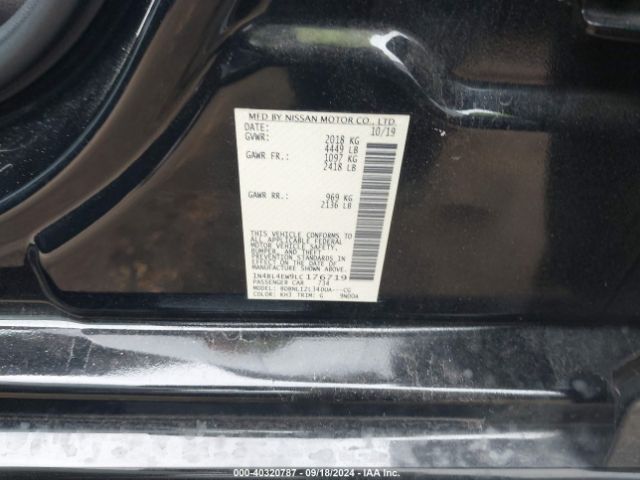 MFD BY NISSAN MOTOR CO., LTD.
DATE: 10/19
GVWR: 2018 KG
4449 LB
GAWR FR.: 1097 KG
2418 LB
GAWR RR.: 969 KG
2136 LB
THIS VEHICLE CONFORMS TO
ALL APPLICABLE FEDERAL
MOTOR VEHICLE SAFETY,
BUMPER, AND THEFT
PREVENTION STANDARDS IN
EFFECT ON THE DATE OF
MANUFACTURE SHOWN ABOVE.
1N4BL4EW9LC176719
PASSENGER CAR
COLOR: KH3 TRIM: G
000-40320787 - 09/18/2024 - IAA Inc.